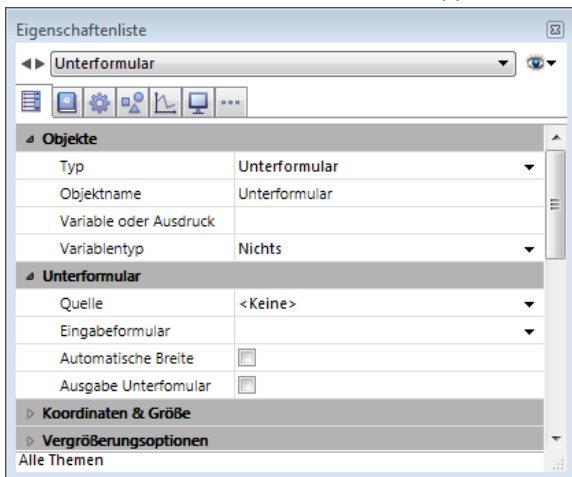 Eigenschaftenliste
Unterformular
Objekte
Typ Unterformular
Objektname Unterformular
Variable oder Ausdruck
Variablentyp Nichts
Unterformular
Quelle <Keine>
Eingabeformular
Automatische Breite
Ausgabe Unterfomular
Koordinaten & Größe
Vergrößerungsoptionen
Alle Themen